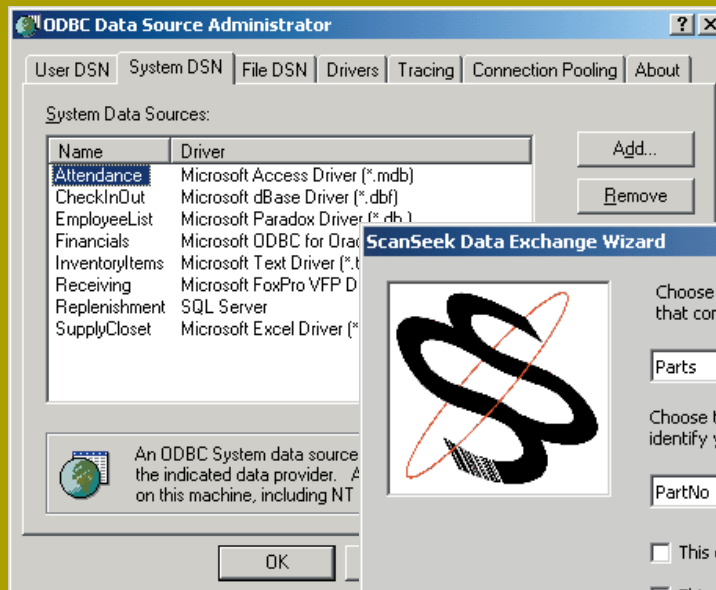 ODBC Data Source Administrator
User DSN System DSN File DSN Drivers Tracing Connection Pooling About
System Data Sources:
Name Driver
Add...
Attendance Microsoft Access Driver (*.mdb)
CheckInOut Microsoft dBase Driver (*.dbf)
Remove
EmployeeList Microsoft Paradox Driver (*.db )
Financials Microsoft ODBC for Orac
InventoryItems Microsoft Text Driver (*.t
Receiving Microsoft FoxPro VFP D
Replenishment SQL Server
SupplyCloset Microsoft Excel Driver (*
An ODBC System data source
the indicated data provider. A
on this machine, including NT
OK
ScanSeek Data Exchange Wizard
Choose
that con
Parts
Choose t
identify y
PartNo
This